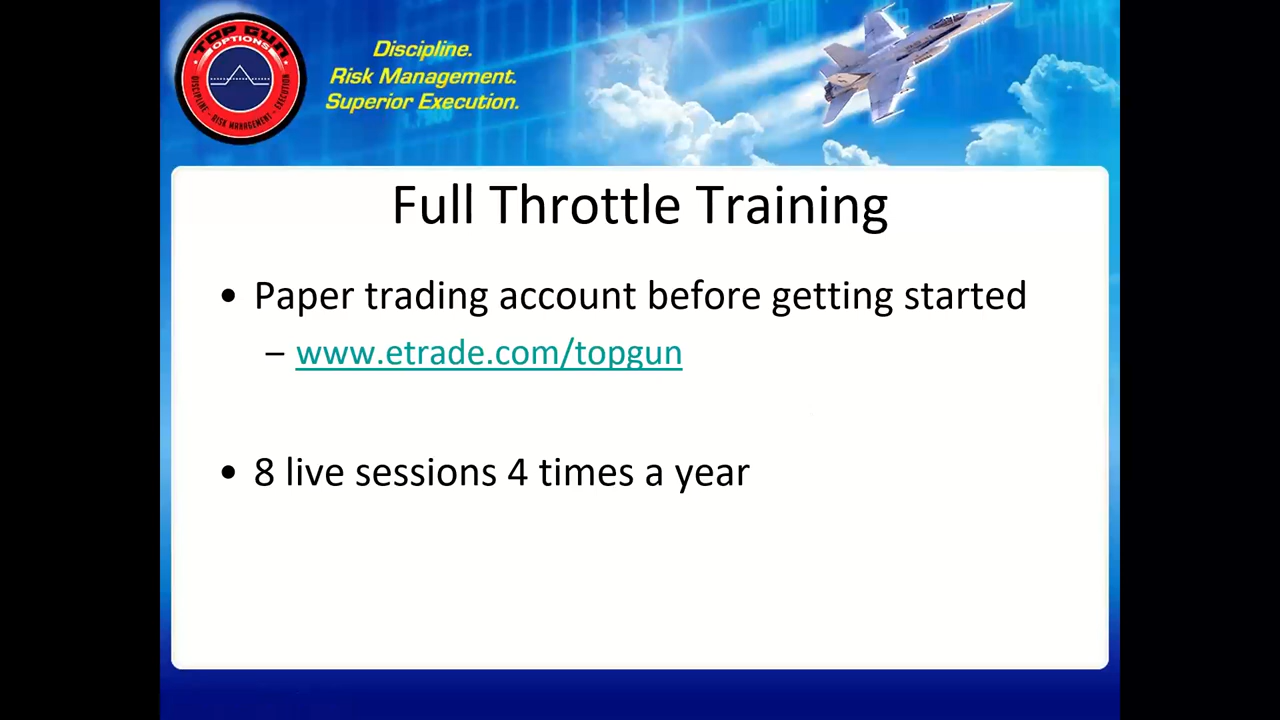 TOP GUN
OPTIONS
DISCIPLINE - RISK MANAGEMENT - EXECUTION
Discipline.
Risk Management.
Superior Execution.
Full Throttle Training
• Paper trading account before getting started
– www.etrade.com/topgun
• 8 live sessions 4 times a year